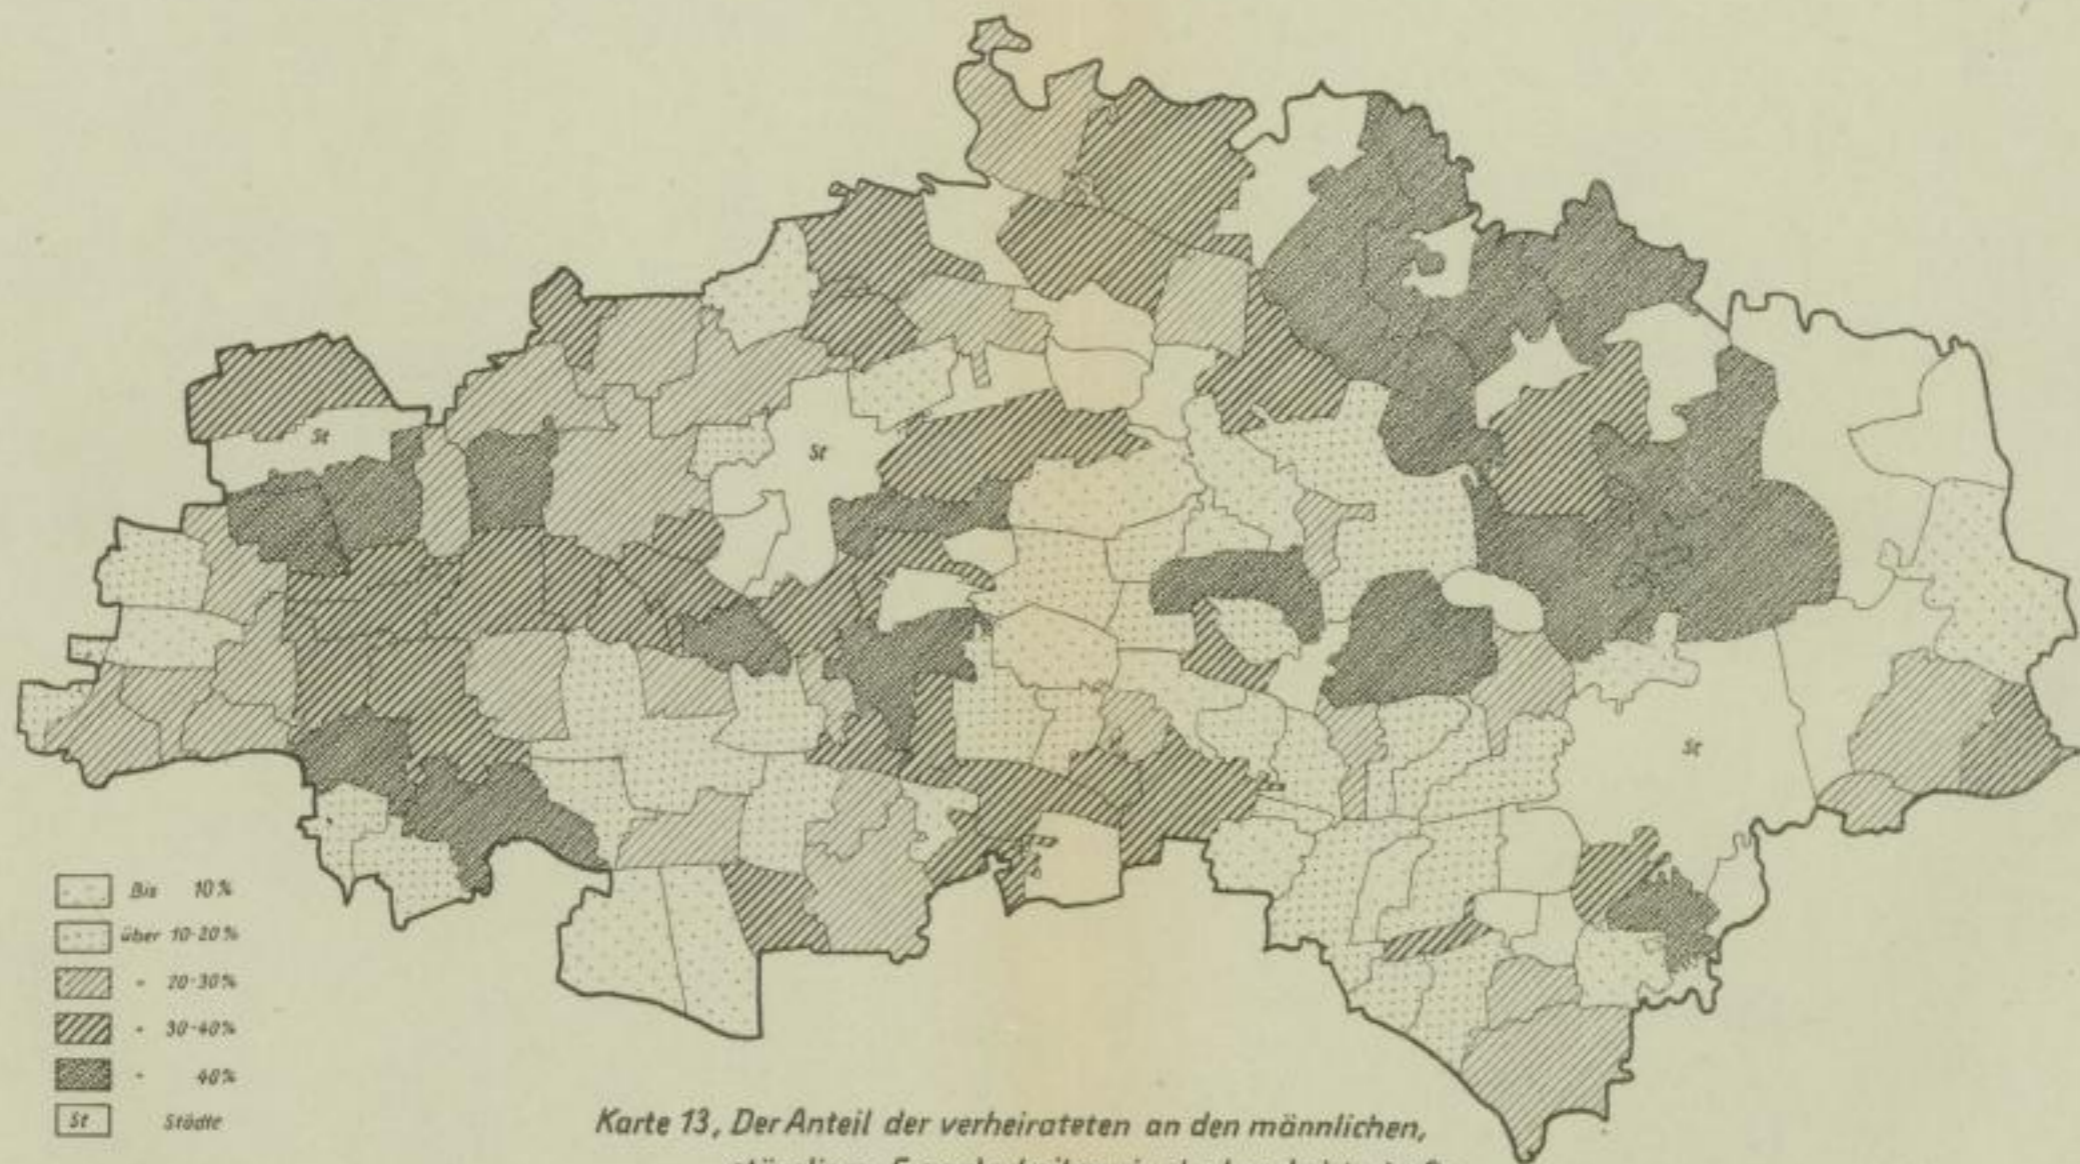 St
St
St
Bis 10%
über 10-20%
" 20-30%
" 30-40%
" 40%
St Städte
Karte 13, Der Anteil der verheirateten an den männlichen,